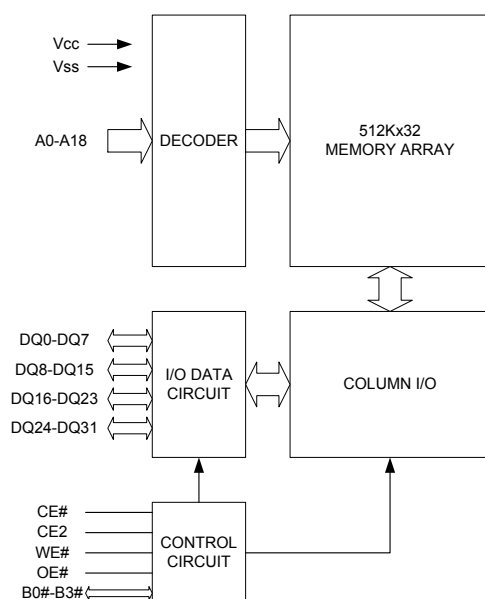 Vcc
Vss
A0-A18
DECODER
512Kx32
MEMORY ARRAY
DQ0-DQ7
DQ8-DQ15
DQ16-DQ23
DQ24-DQ31
I/O DATA
CIRCUIT
COLUMN I/O
CE#
CE2
WE#
OE#
B0#-B3#
CONTROL
CIRCUIT